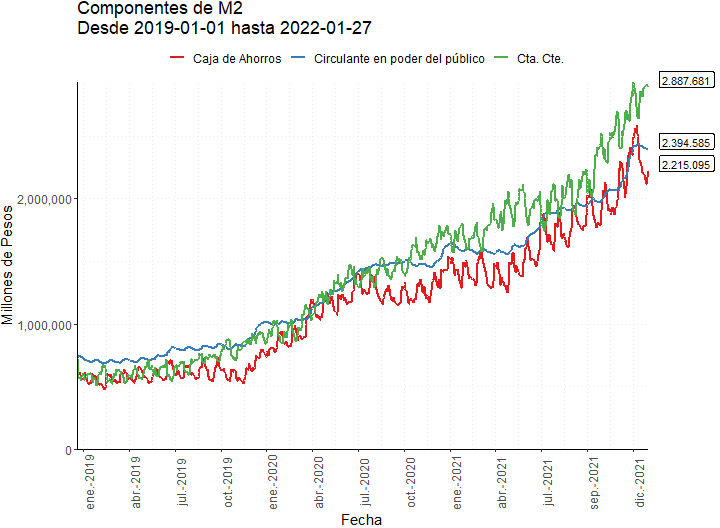 Componentes de M2
Desde 2019-01-01 hasta 2022-01-27
Caja de Ahorros Circulante en poder del público Cta. Cte.
2.887.681
2.394.585
2.215.095
2,000,000
1,000,000
0
Millones de Pesos
ene.-2019
abr.-2019
jul.-2019
oct.-2019
ene.-2020
abr.-2020
jul.-2020
oct.-2020
ene.-2021
abr.-2021
jul.-2021
sep.-2021
dic.-2021
Fecha